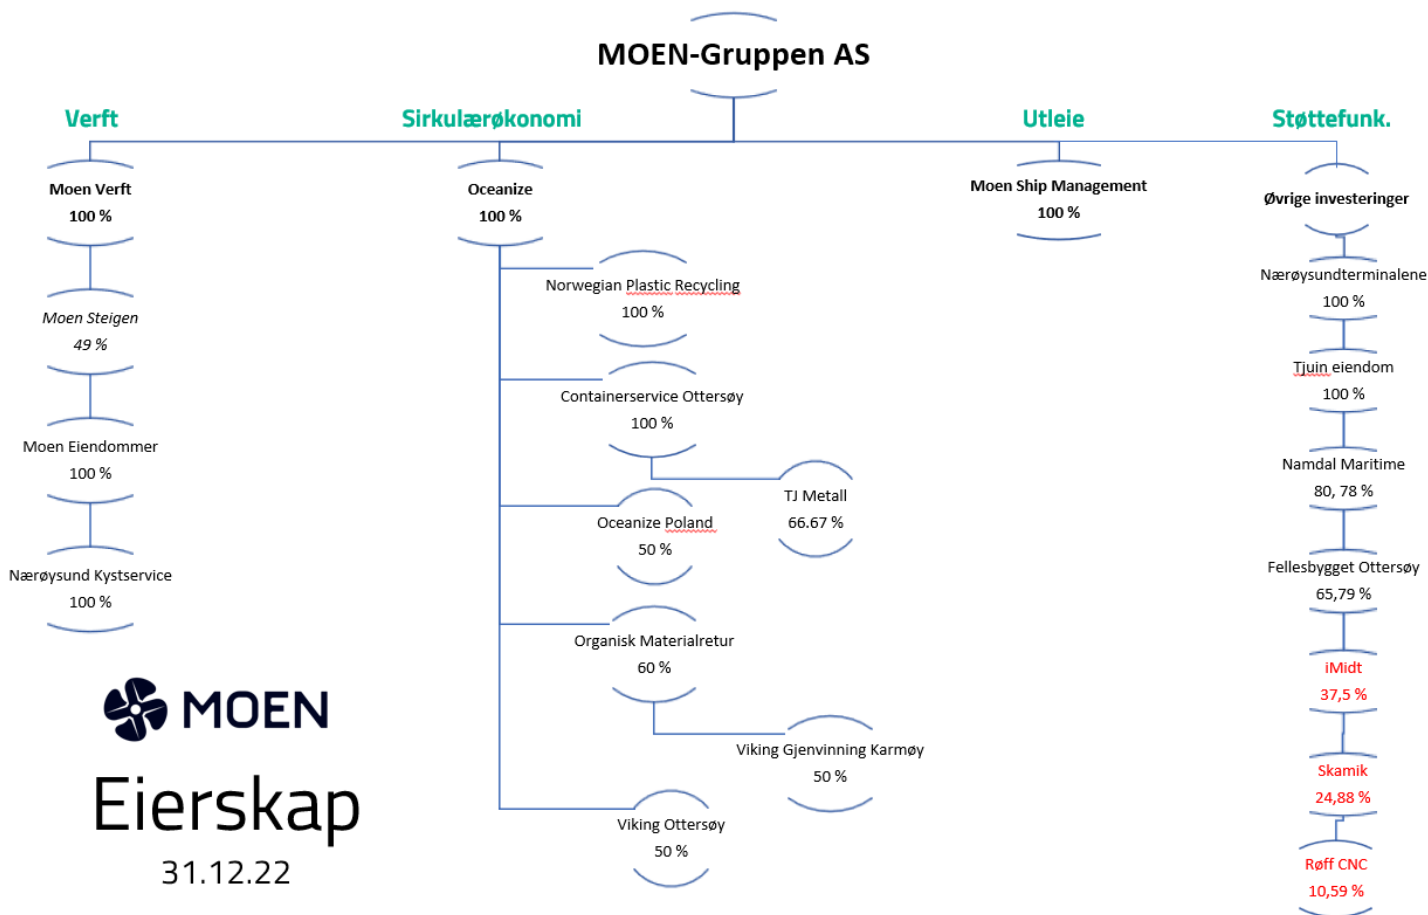 MOEN-Gruppen AS
Verft
Sirkulærøkonomi
Utleie
Støttefunk.
Moen Verft
100 %
Moen Steigen
49 %
Moen Eiendommer
100 %
Nærøysund Kystservice
100 %
Oceanize
100 %
Norwegian Plastic Recycling
100 %
Containerservice Ottersøy
100 %
TJ Metall
66.67 %
Oceanize Poland
50 %
Organisk Materialretur
60 %
Viking Gjenvinning Karmøy
50 %
Viking Ottersøy
50 %
Moen Ship Management
100 %
Øvrige investeringer
Nærøysundterminalene
100 %
Tjuin eiendom
100 %
Namdal Maritime
80, 78 %
Fellesbygget Ottersøy
65,79 %
iMidt
37,5 %
Skamik
24,88 %
Røff CNC
10,59 %
MOEN
Eierskap
31.12.22